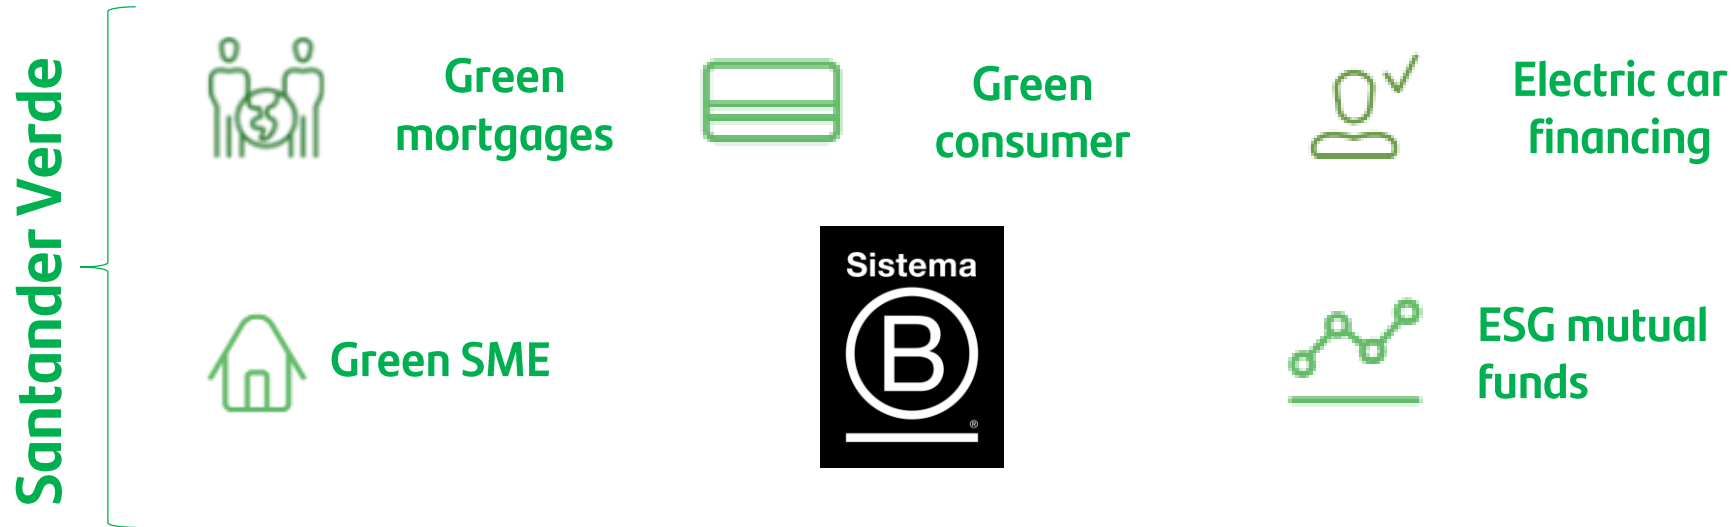 Santander Verde
Green
mortgages
Green
consumer
Electric car
financing
Green SME
Sistema
B
®
ESG mutual
funds